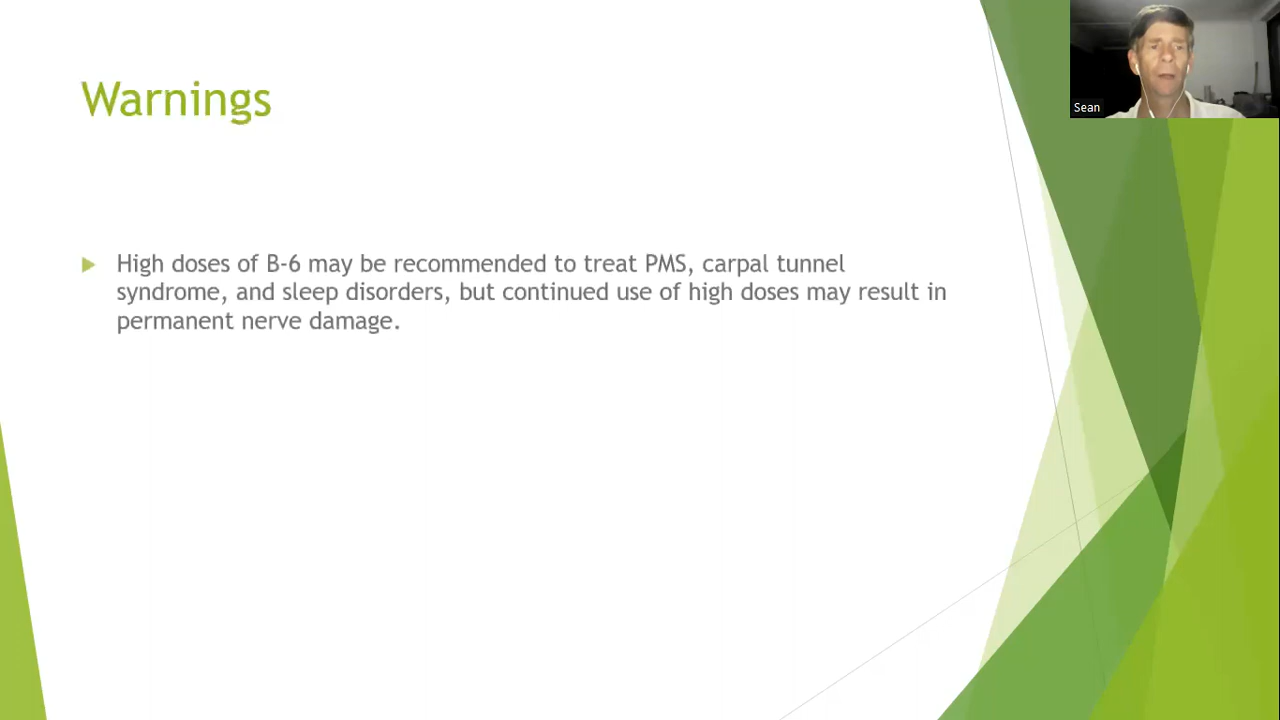 Warnings
High doses of B-6 may be recommended to treat PMS, carpal tunnel
syndrome, and sleep disorders, but continued use of high doses may result in
permanent nerve damage.
Sean